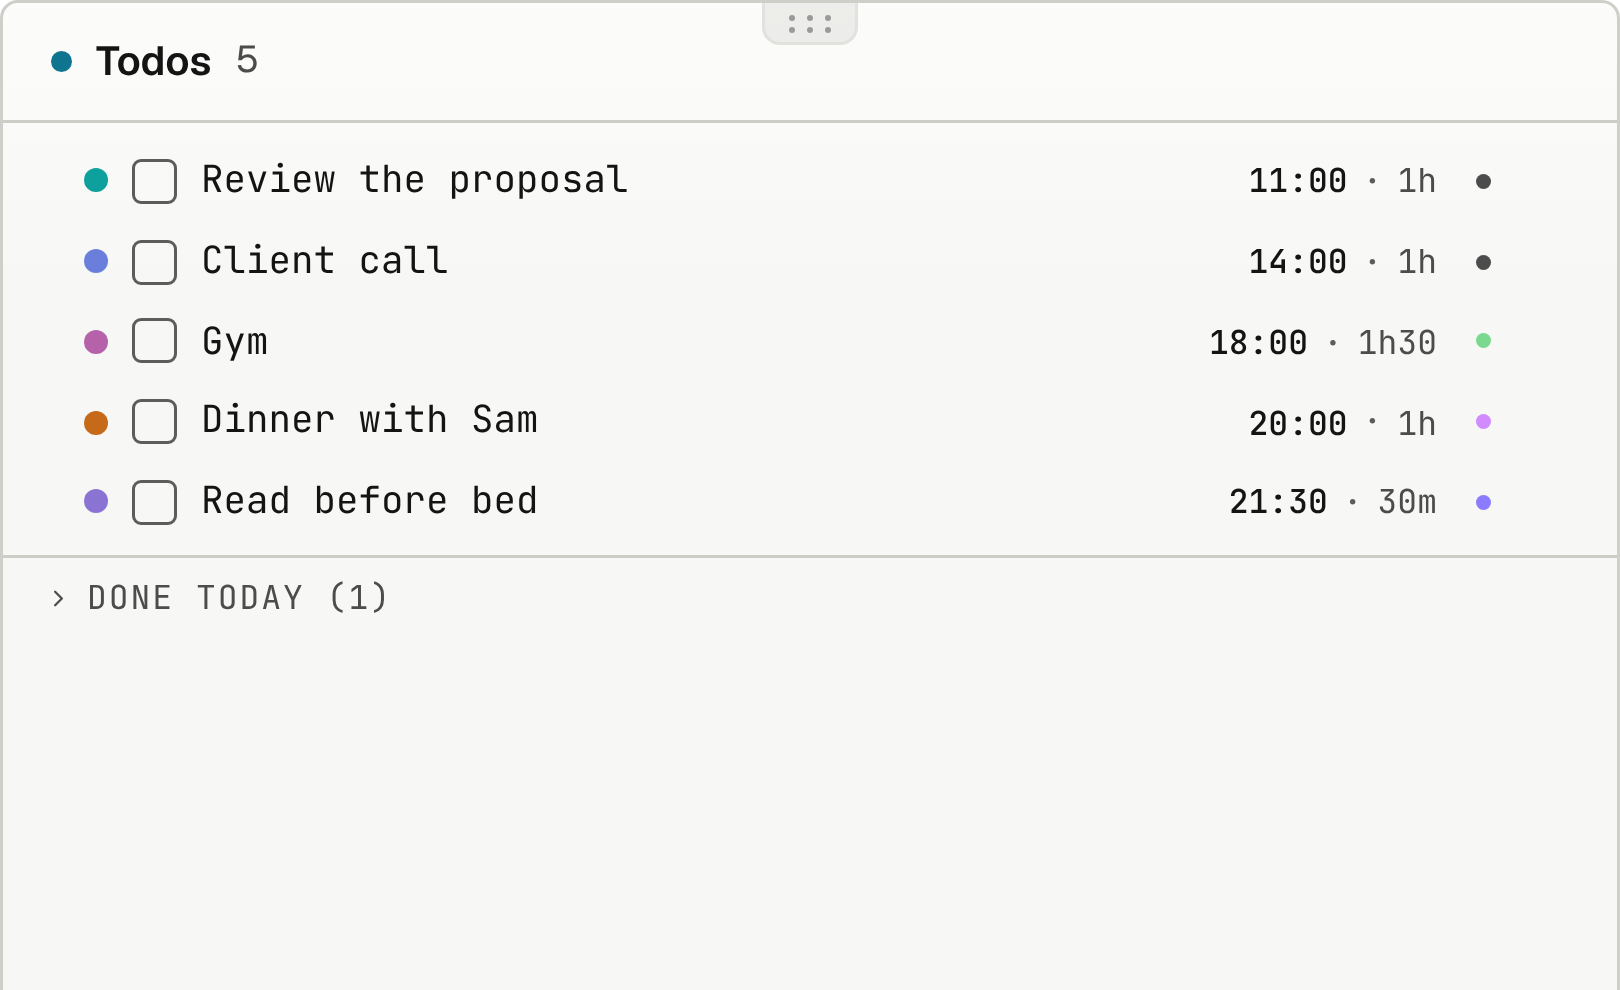 Todos 5
Review the proposal 11:00 · 1h
Client call 14:00 · 1h
Gym 18:00 · 1h30
Dinner with Sam 20:00 · 1h
Read before bed 21:30 · 30m
DONE TODAY (1)